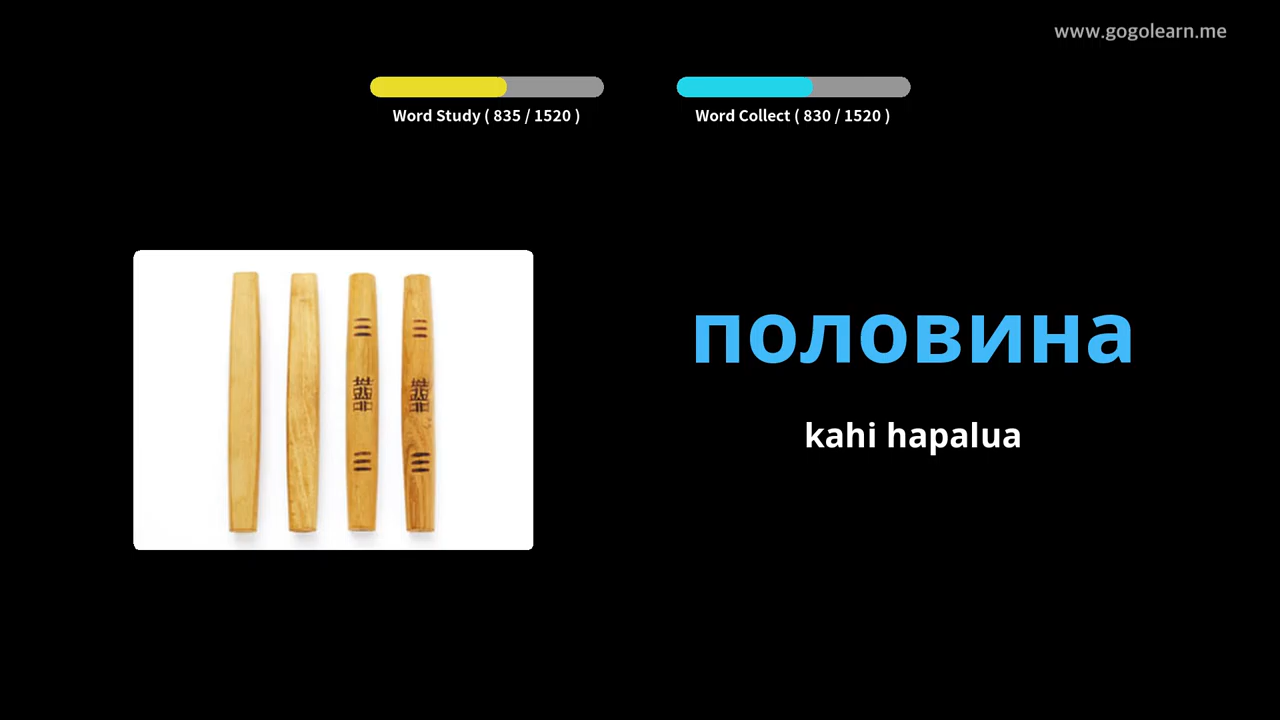 www.gogolearn.me
Word Study ( 835 / 1520 )
Word Collect ( 830 / 1520 )
половина
kahi hapalua